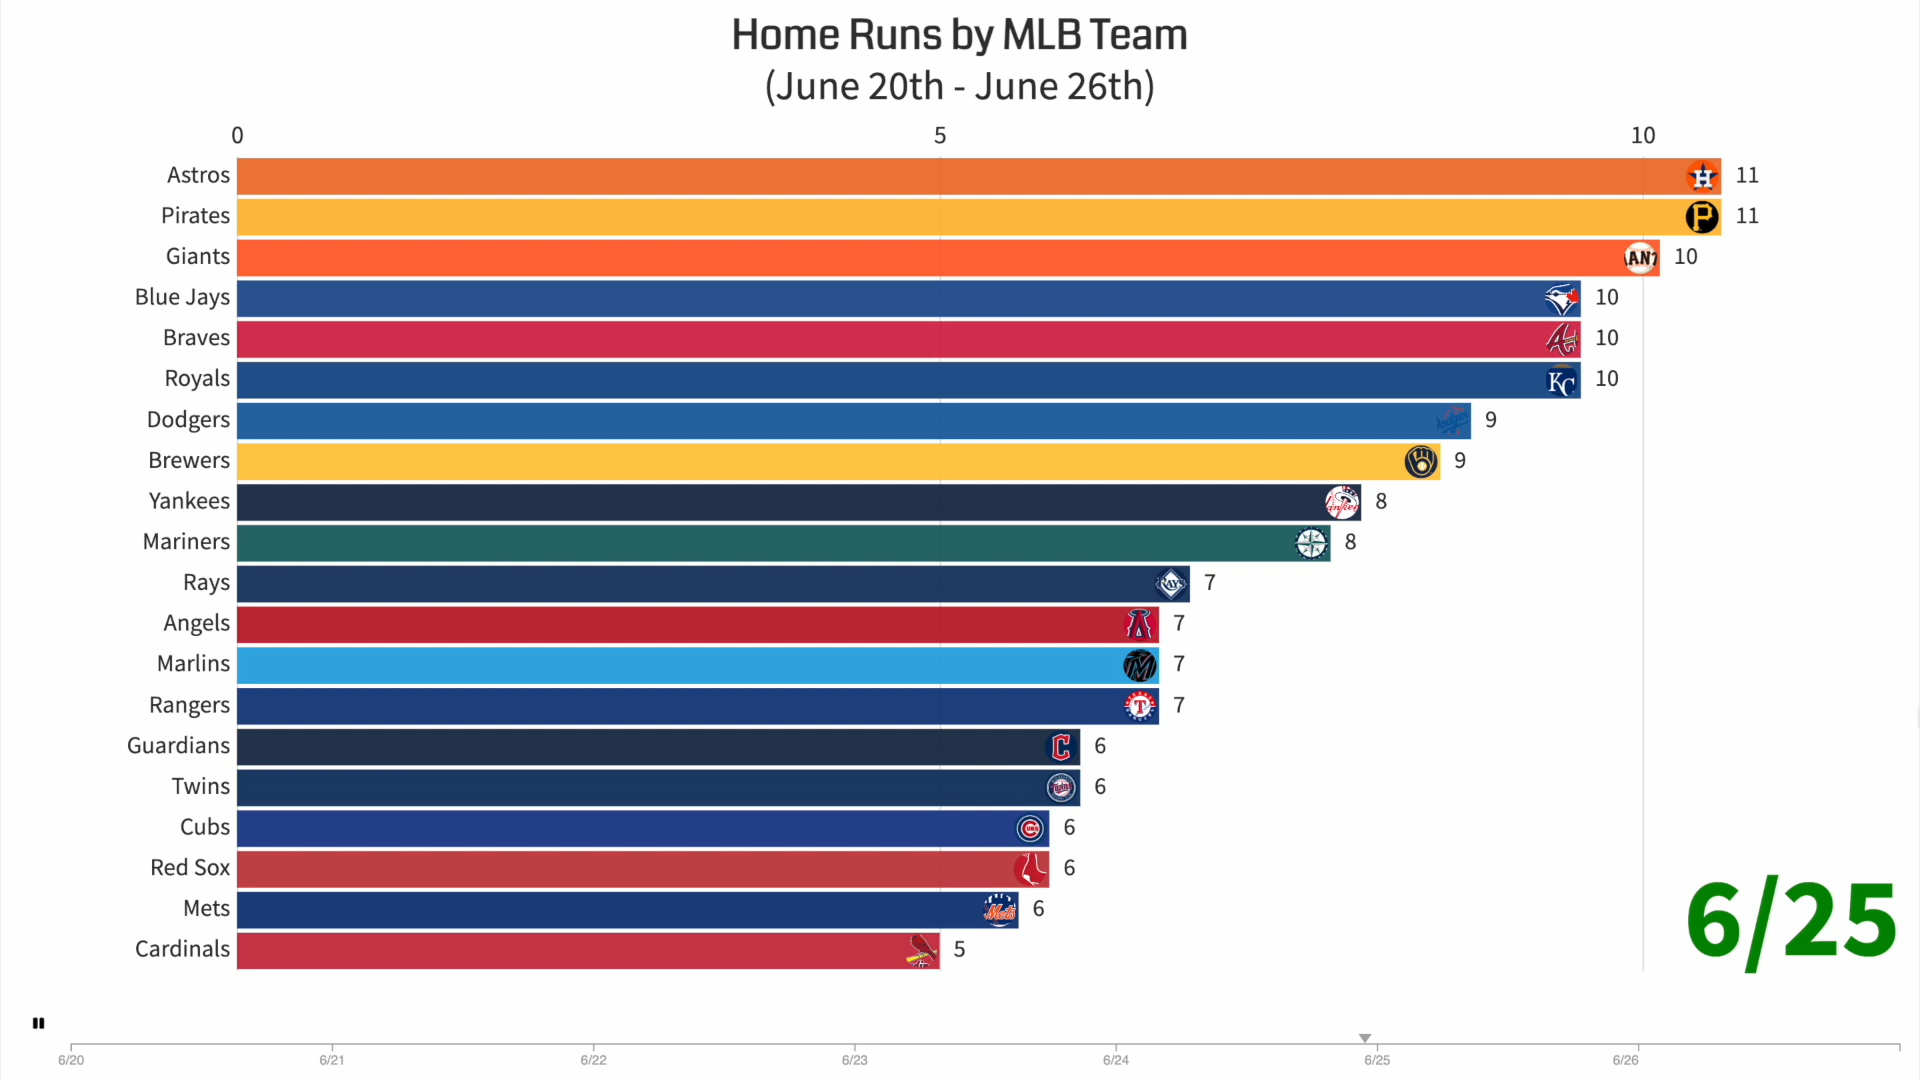 Home Runs by MLB Team
(June 20th - June 26th)
0 5 10
Astros 11
Pirates 11
Giants 10
Blue Jays 10
Braves 10
Royals KC 10
Dodgers 9
Brewers 9
Yankees 8
Mariners 8
Rays 7
Angels 7
Marlins 7
Rangers 7
Guardians 6
Twins 6
Cubs 6
Red Sox 6
Mets Mets 6
Cardinals 5
6/25
6/20 6/21 6/22 6/23 6/24 6/25 6/26